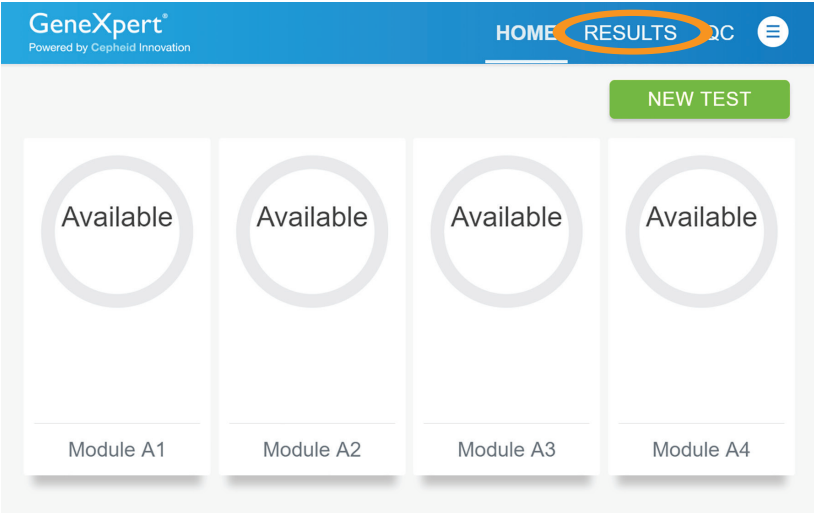 GeneXpert®
Powered by Cepheid Innovation
HOME RESULTS QC
NEW TEST
Available Available Available Available
Module A1 Module A2 Module A3 Module A4